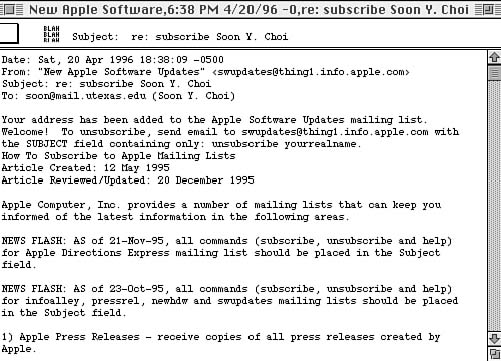 New Apple Software,6:38 PM 4/20/96 -0,re: subscribe Soon Y. Choi
BLAH
BLAH
BLAH
Subject: re: subscribe Soon Y. Choi
Date: Sat, 20 Apr 1996 18:38:09 -0500
From: "New Apple Software Updates" <swupdates@thing1.info.apple.com>
Subject: re: subscribe Soon Y. Choi
To: soon@mail.utexas.edu (Soon Y. Choi)
Your address has been added to the Apple Software Updates mailing list.
Welcome!  To unsubscribe, send email to swupdates@thing1.info.apple.com with
the SUBJECT field containing only: unsubscribe yourrealname.
How To Subscribe to Apple Mailing Lists
Article Created: 12 May 1995
Article Reviewed/Updated: 20 December 1995
Apple Computer, Inc. provides a number of mailing lists that can keep you
informed of the latest information in the following areas.
NEWS FLASH: AS of 21-Nov-95, all commands (subscribe, unsubscribe and help)
for Apple Directions Express mailing list should be placed in the Subject
field.
NEWS FLASH: AS of 23-Oct-95, all commands (subscribe, unsubscribe and help)
for infoalley, pressrel, newhdw and swupdates mailing lists should be placed
in the Subject field.
1) Apple Press Releases - receive copies of all press releases created by
Apple.